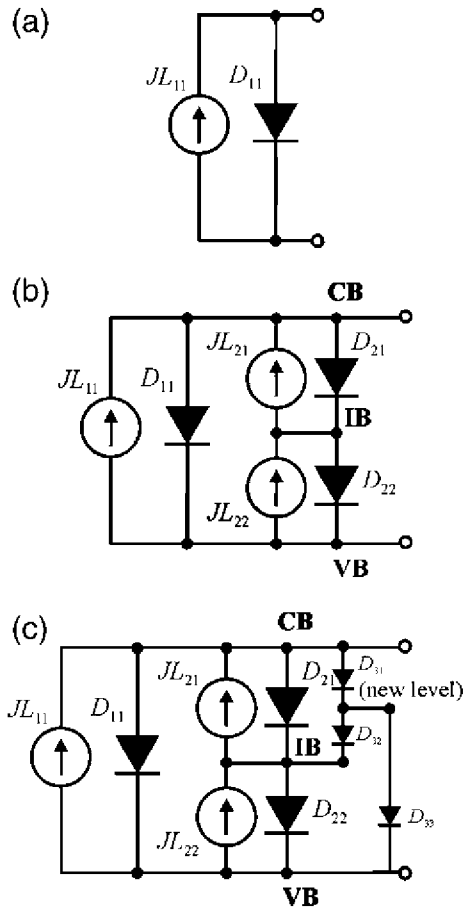 (a)
JL₁₁ D₁₁
(b)
CB
JL₂₁ D₂₁
JL₁₁ D₁₁
IB
JL₂₂ D₂₂
VB
(c)
CB
JL₂₁ D₂₁ D₃₁
(new level)
JL₁₁ D₁₁
IB D₃₂
JL₂₂ D₂₂ D₃₃
VB